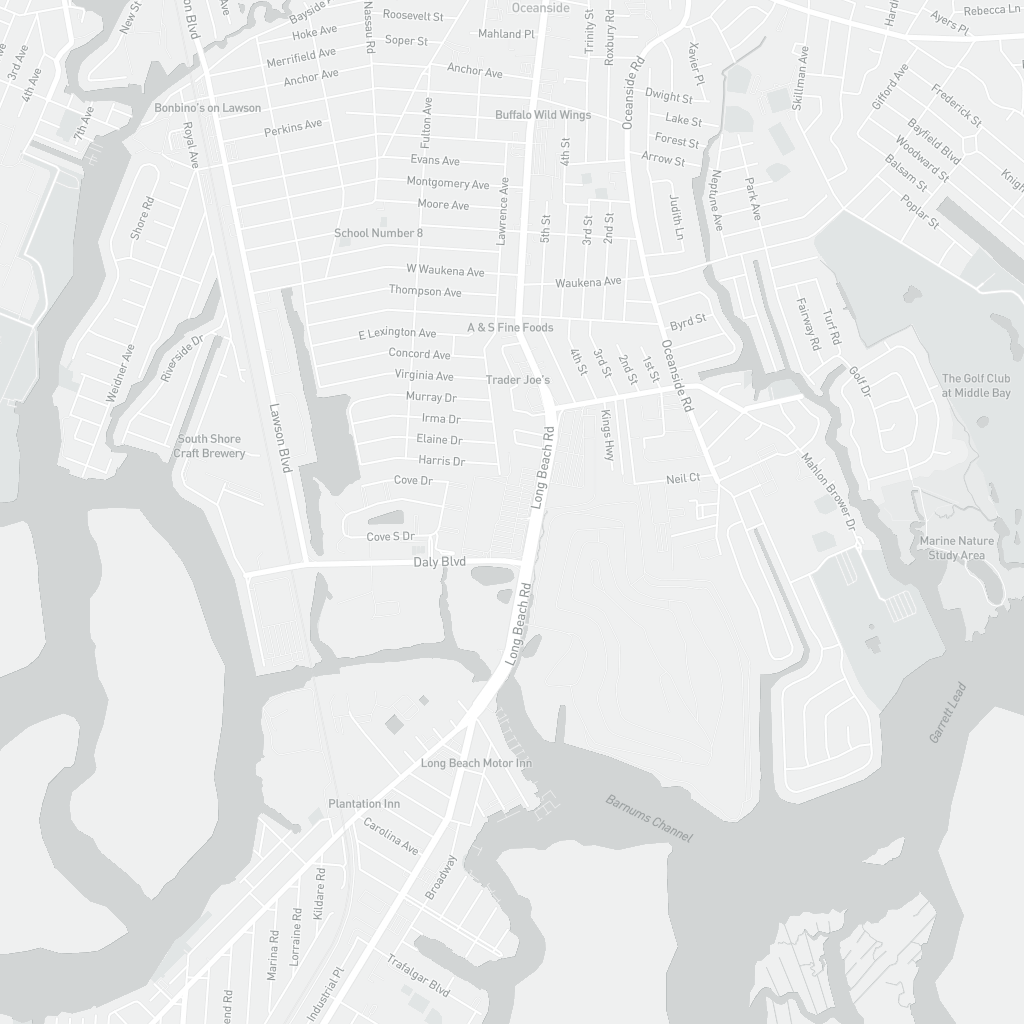 New St
on Blvd
Bayside Pl
Nassau Rd
Roosevelt St
Oceanside
Trinity St
Roxbury Rd
Hardi
Ayers Pl
Rebecca Ln
3rd Ave
4th Ave
Hoke Ave
Soper St
Mahland Pl
Merrifield Ave
Anchor Ave
Anchor Ave
Oceanside Rd
Xavier Pl
Skillman Ave
Gifford Ave
Frederick St
7th Ave
Bonbino's on Lawson
Royal Ave
Perkins Ave
Fulton Ave
Buffalo Wild Wings
Dwight St
Lake St
Forest St
Arrow St
4th St
Bayfield Blvd
Woodward St
Balsam St
Poplar St
Knigh
Evans Ave
Montgomery Ave
Moore Ave
Lawrence Ave
Shore Rd
School Number 8
5th St
3rd St
2nd St
Judith Ln
Neptune Ave
Park Ave
W Waukena Ave
Waukena Ave
Thompson Ave
E Lexington Ave
A & S Fine Foods
Byrd St
Fairway Rd
Turf Rd
Golf Dr
Concord Ave
Virginia Ave
Trader Joe's
4th St
3rd St
2nd St
1st St
Oceanside Rd
The Golf Club
at Middle Bay
Weidner Ave
Riverside Dr
Murray Dr
Irma Dr
Elaine Dr
Harris Dr
Cove Dr
Lawson Blvd
South Shore
Craft Brewery
Long Beach Rd
Kings Hwy
Neil Ct
Mahlon Brower Dr
Cove S Dr
Daly Blvd
Marine Nature
Study Area
Long Beach Rd
Garrett Lead
Long Beach Motor Inn
Plantation Inn
Carolina Ave
Barnums Channel
Broadway
Kildare Rd
Lorraine Rd
Marina Rd
end Rd
Industrial Pl
Trafalgar Blvd